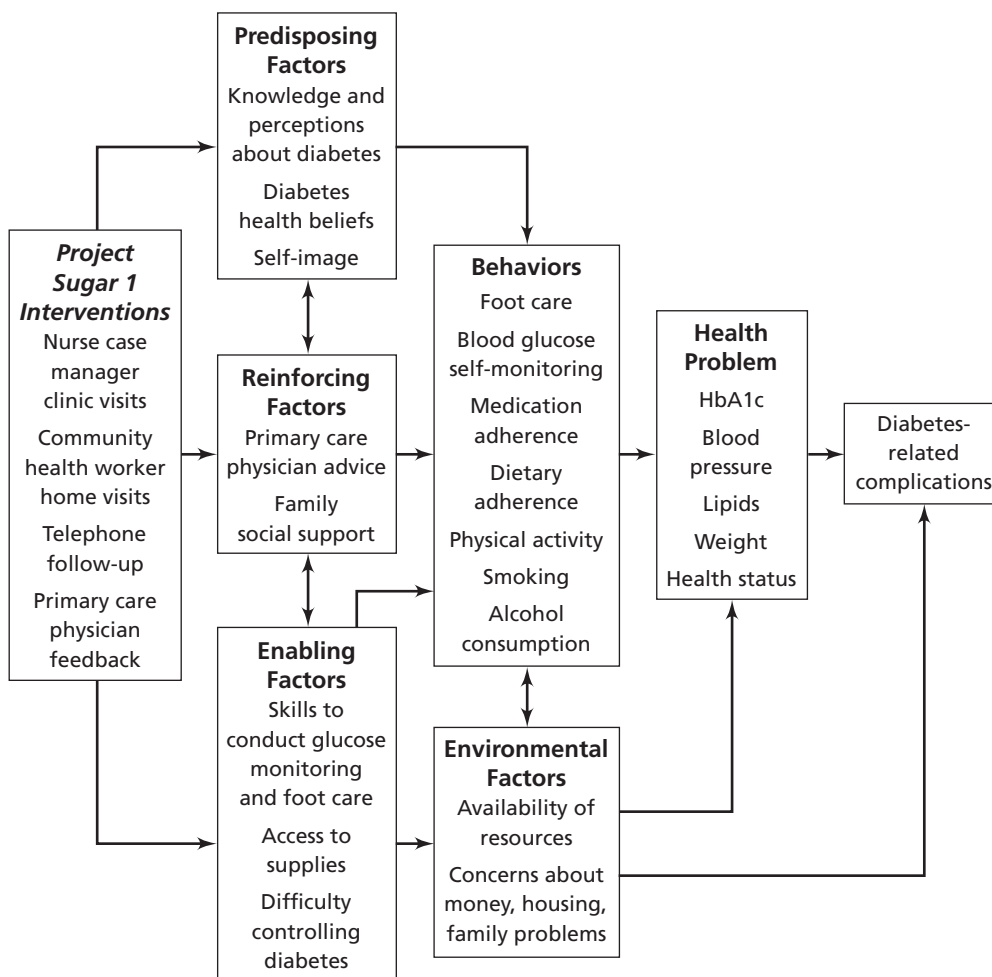 Predisposing
Factors
Knowledge and
perceptions
about diabetes
Diabetes
health beliefs
Self-image
Project
Sugar 1
Interventions
Nurse case
manager
clinic visits
Community
health worker
home visits
Telephone
follow-up
Primary care
physician
feedback
Reinforcing
Factors
Primary care
physician advice
Family
social support
Enabling
Factors
Skills to
conduct glucose
monitoring
and foot care
Access to
supplies
Difficulty
controlling
diabetes
Behaviors
Foot care
Blood glucose
self-monitoring
Medication
adherence
Dietary
adherence
Physical activity
Smoking
Alcohol
consumption
Environmental
Factors
Availability of
resources
Concerns about
money, housing,
family problems
Health
Problem
HbA1c
Blood
pressure
Lipids
Weight
Health status
Diabetes-
related
complications